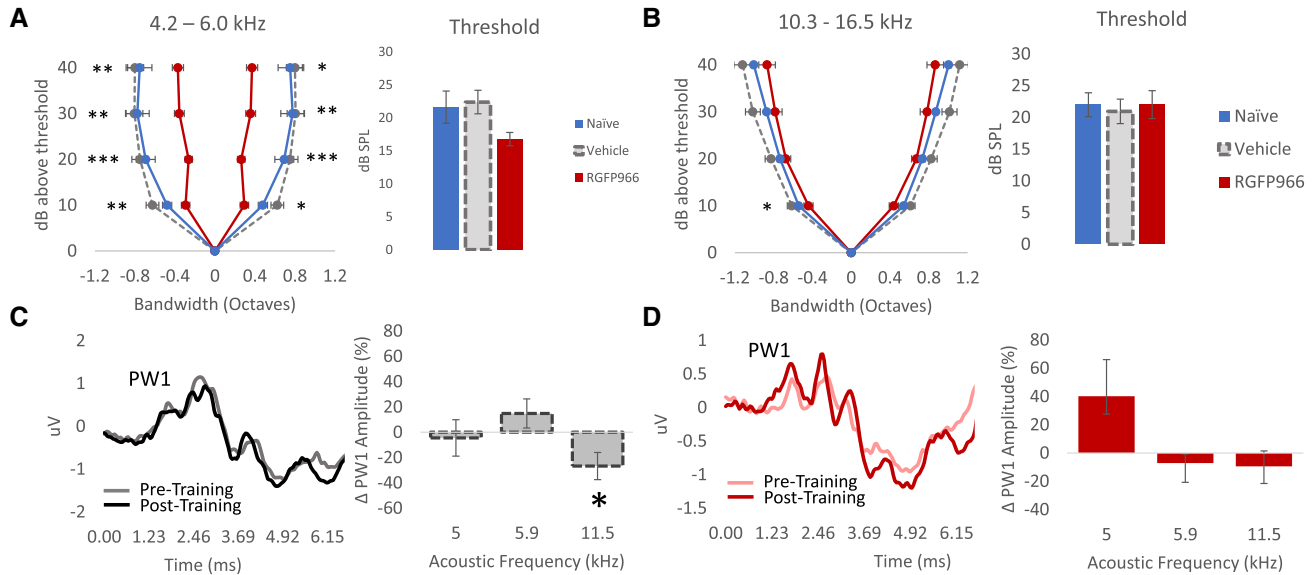 A
4.2 – 6.0 kHz
dB above threshold
40
30
20
10
0
** *
** **
*** ***
** *
-1.2 -0.8 -0.4 0 0.4 0.8 1.2
Bandwidth (Octaves)
Threshold
dB SPL
30
25
20
15
10
5
0
Naïve
Vehicle
RGFP966
B
10.3 - 16.5 kHz
dB above threshold
40
30
20
10
0
*
-1.2 -0.8 -0.4 0 0.4 0.8 1.2
Bandwidth (Octaves)
Threshold
dB SPL
30
25
20
15
10
5
0
Naïve
Vehicle
RGFP966
C
uV
2
1
0
-1
-2
PW1
Pre-Training
Post-Training
0.00 1.23 2.46 3.69 4.92 6.15
Time (ms)
Δ PW1 Amplitude (%)
80
60
40
20
0
-20
-40
-60
*
5 5.9 11.5
Acoustic Frequency (kHz)
D
uV
1
0.5
0
-0.5
-1
-1.5
PW1
Pre-Training
Post-Training
0.00 1.23 2.46 3.69 4.92 6.15
Time (ms)
Δ PW1 Amplitude (%)
80
60
40
20
0
-20
-40
5 5.9 11.5
Acoustic Frequency (kHz)